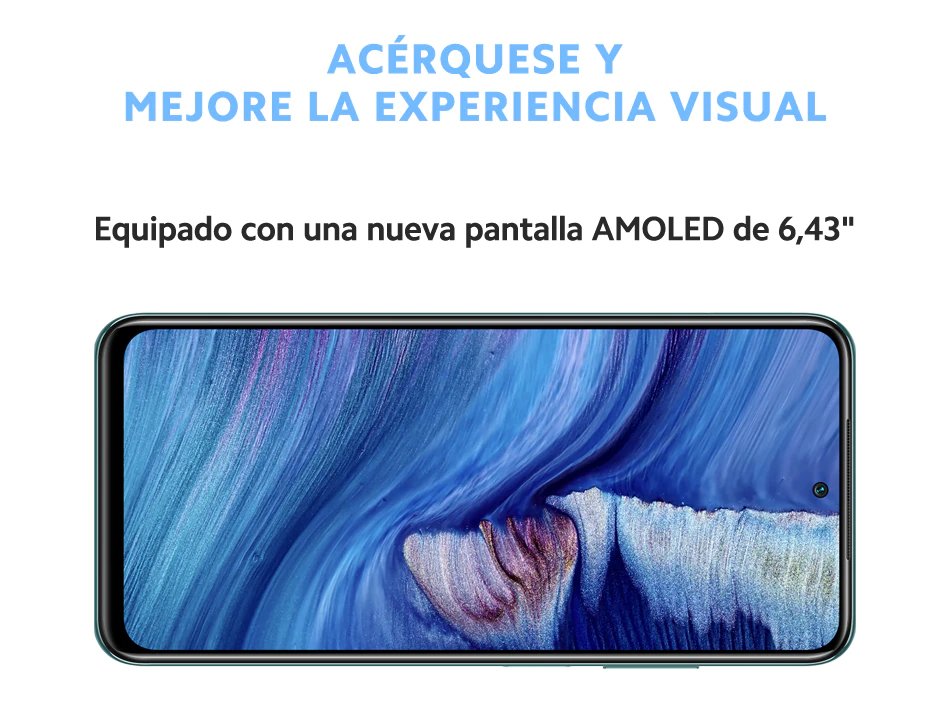 ACÉRQUESE Y
MEJORE LA EXPERIENCIA VISUAL
Equipado con una nueva pantalla AMOLED de 6,43"